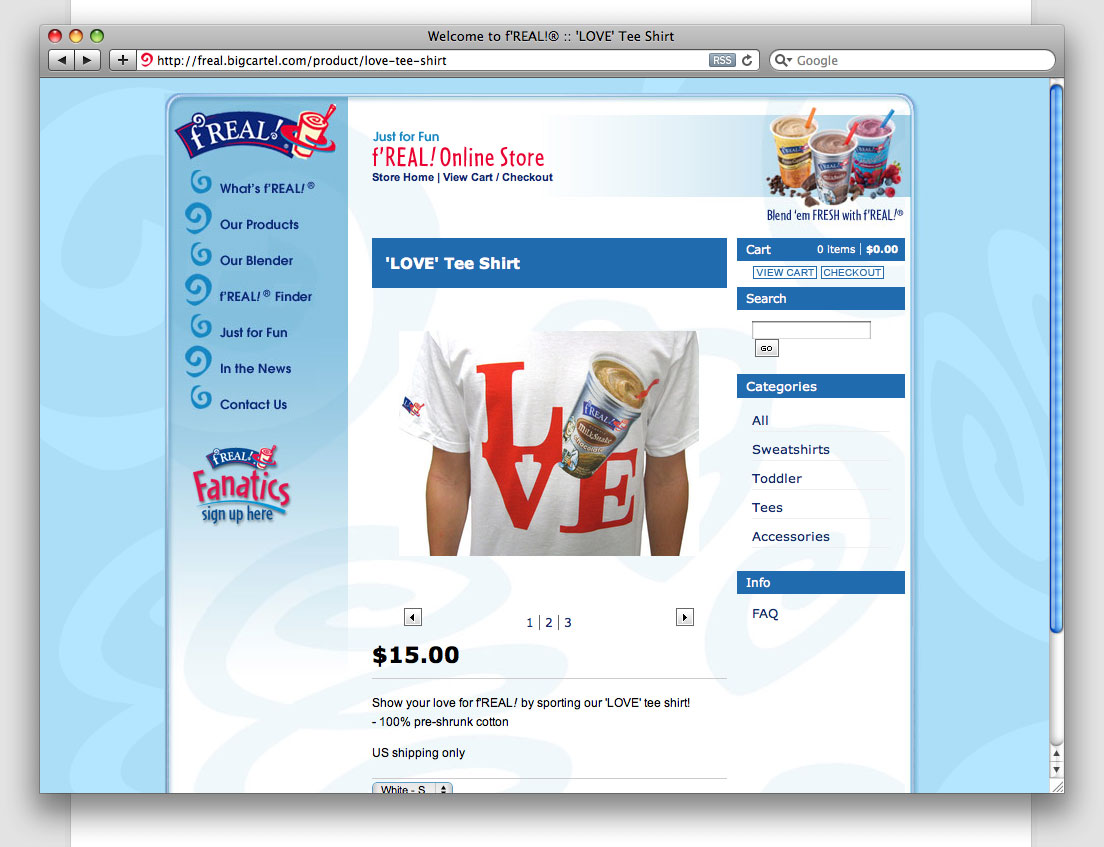 Welcome to f'REAL!® :: 'LOVE' Tee Shirt
http://freal.bigcartel.com/product/love-tee-shirt
RSS
Google
f'REAL!
What's f'REAL! ®
Our Products
Our Blender
f'REAL! ® Finder
Just for Fun
In the News
Contact Us
f'REAL!
Fanatics
sign up here
Just for Fun
f'REAL! Online Store
Store Home | View Cart / Checkout
Blend 'em FRESH with f'REAL!®
'LOVE' Tee Shirt
LOVE
f'REAL!
MilkShake
Chocolate
1 | 2 | 3
$15.00
Show your love for f'REAL! by sporting our 'LOVE' tee shirt!
- 100% pre-shrunk cotton
US shipping only
White - S
Cart 0 Items | $0.00
VIEW CART CHECKOUT
Search
GO
Categories
All
Sweatshirts
Toddler
Tees
Accessories
Info
FAQ